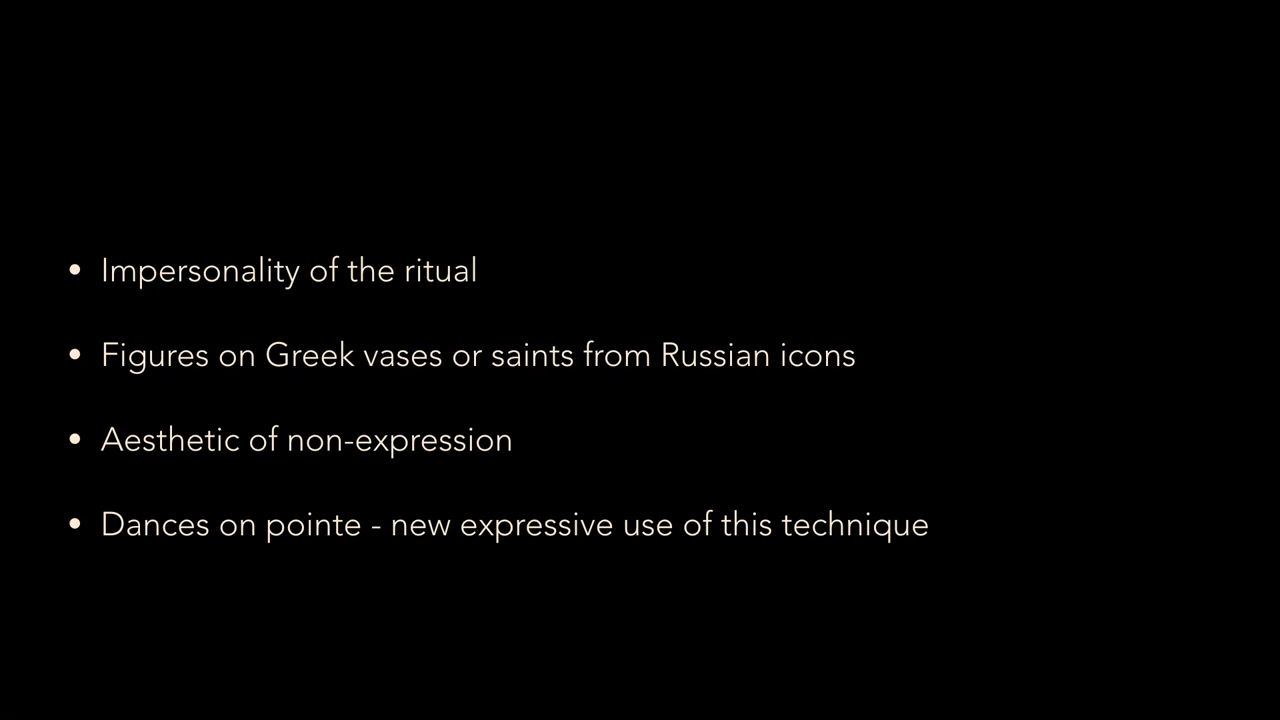 • Impersonality of the ritual
• Figures on Greek vases or saints from Russian icons
• Aesthetic of non-expression
• Dances on pointe - new expressive use of this technique